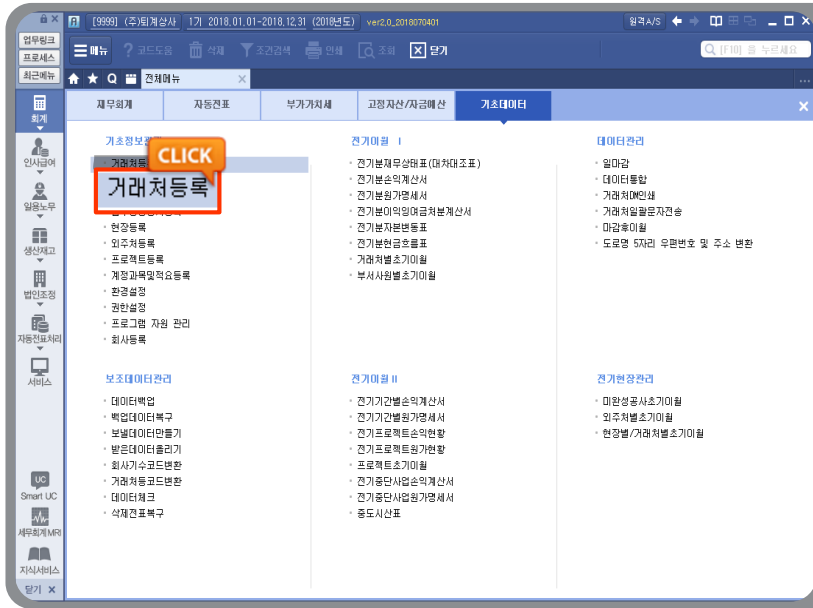 [9999] (주)퇴계상사 1기 2018.01.01-2018.12.31 (2018년도) ver2,0_2018070401 원격A/S
업무링크
프로세스
최근메뉴
메뉴 ? 코드도움 삭제 조건검색 인쇄 조회 닫기 [F10] 을 누르세요
전체메뉴
재무회계 자동전표 부가가치세 고정자산/자금예산 기초데이터
회계
인사급여
일용노무
생산재고
법인조정
자동전표처리
서비스
UC
Smart UC
세무회계 MRI
지식서비스
닫기
CLICK
거래처등록
현장등록
외주처등록
프로젝트등록
계정과목및적요등록
환경설정
권한설정
프로그램 자원 관리
회사등록
전기이월 I
전기분재무상태표(대차대조표)
전기분손익계산서
전기분원가명세서
전기분이익잉여금처분계산서
전기분자본변동표
전기분현금흐름표
거래처별초기이월
부서사원별초기이월
데이터관리
일마감
데이터통합
거래처DM인쇄
거래처일괄문자전송
마감후이월
도로명 5자리 우편번호 및 주소 변환
보조데이터관리
데이터백업
백업데이터복구
보낼데이터만들기
받은데이터올리기
회사기수코드변환
거래처등코드변환
데이터체크
삭제전표복구
전기이월 II
전기기간별손익계산서
전기기간별원가명세서
전기프로젝트손익현황
전기프로젝트원가현황
프로젝트초기이월
전기중단사업손익계산서
전기중단사업원가명세서
중도시산표
전기현장관리
미완성공사초기이월
외주처별초기이월
현장별/거래처별초기이월